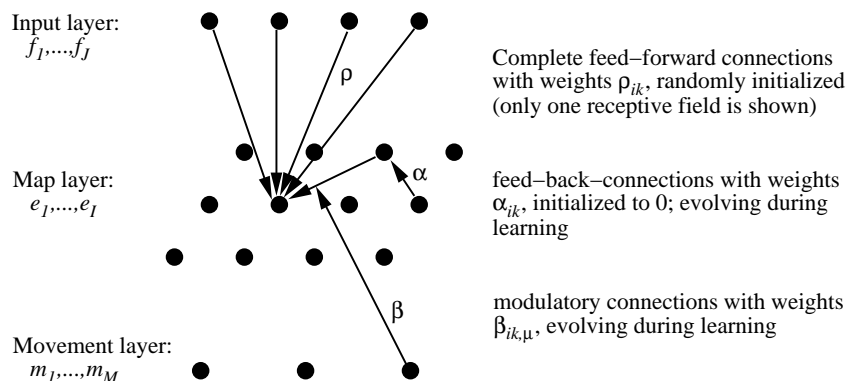 Input layer:
f1,...,fJ
Complete feed–forward connections
with weights ρik, randomly initialized
(only one receptive field is shown)
ρ
Map layer:
e1,...,eI
α
feed–back–connections with weights
αik, initialized to 0; evolving during
learning
β
modulatory connections with weights
βik,μ, evolving during learning
Movement layer:
m1,...,mM